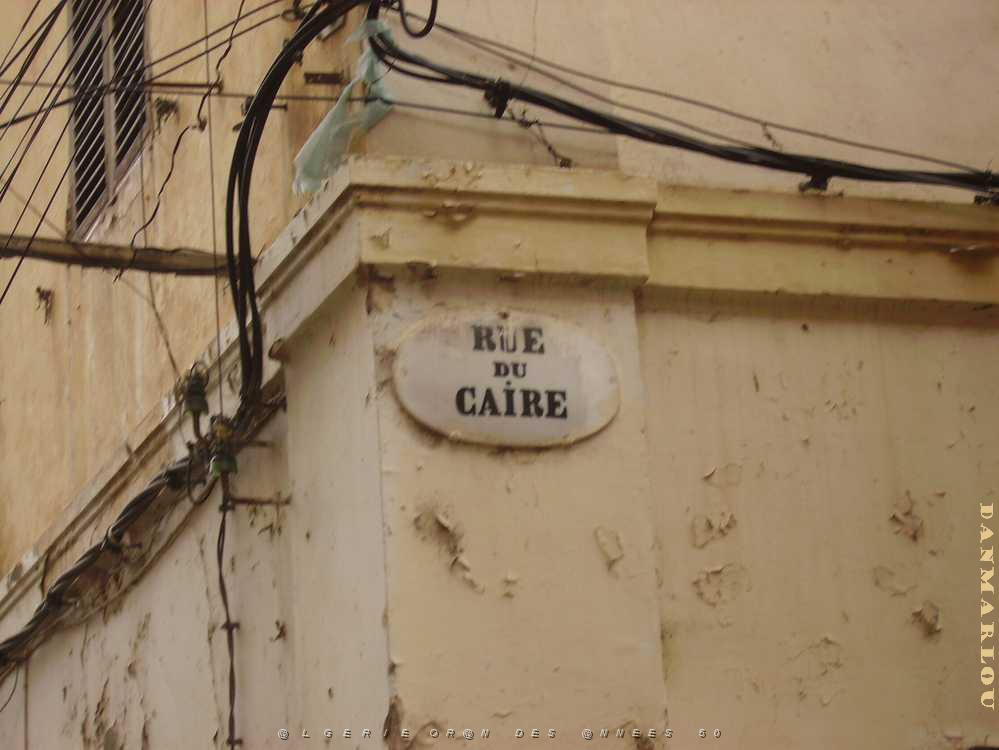 RUE
DU
CAİRE
DANMARLOU
@LGERIE OR@N DES @NNEES 50